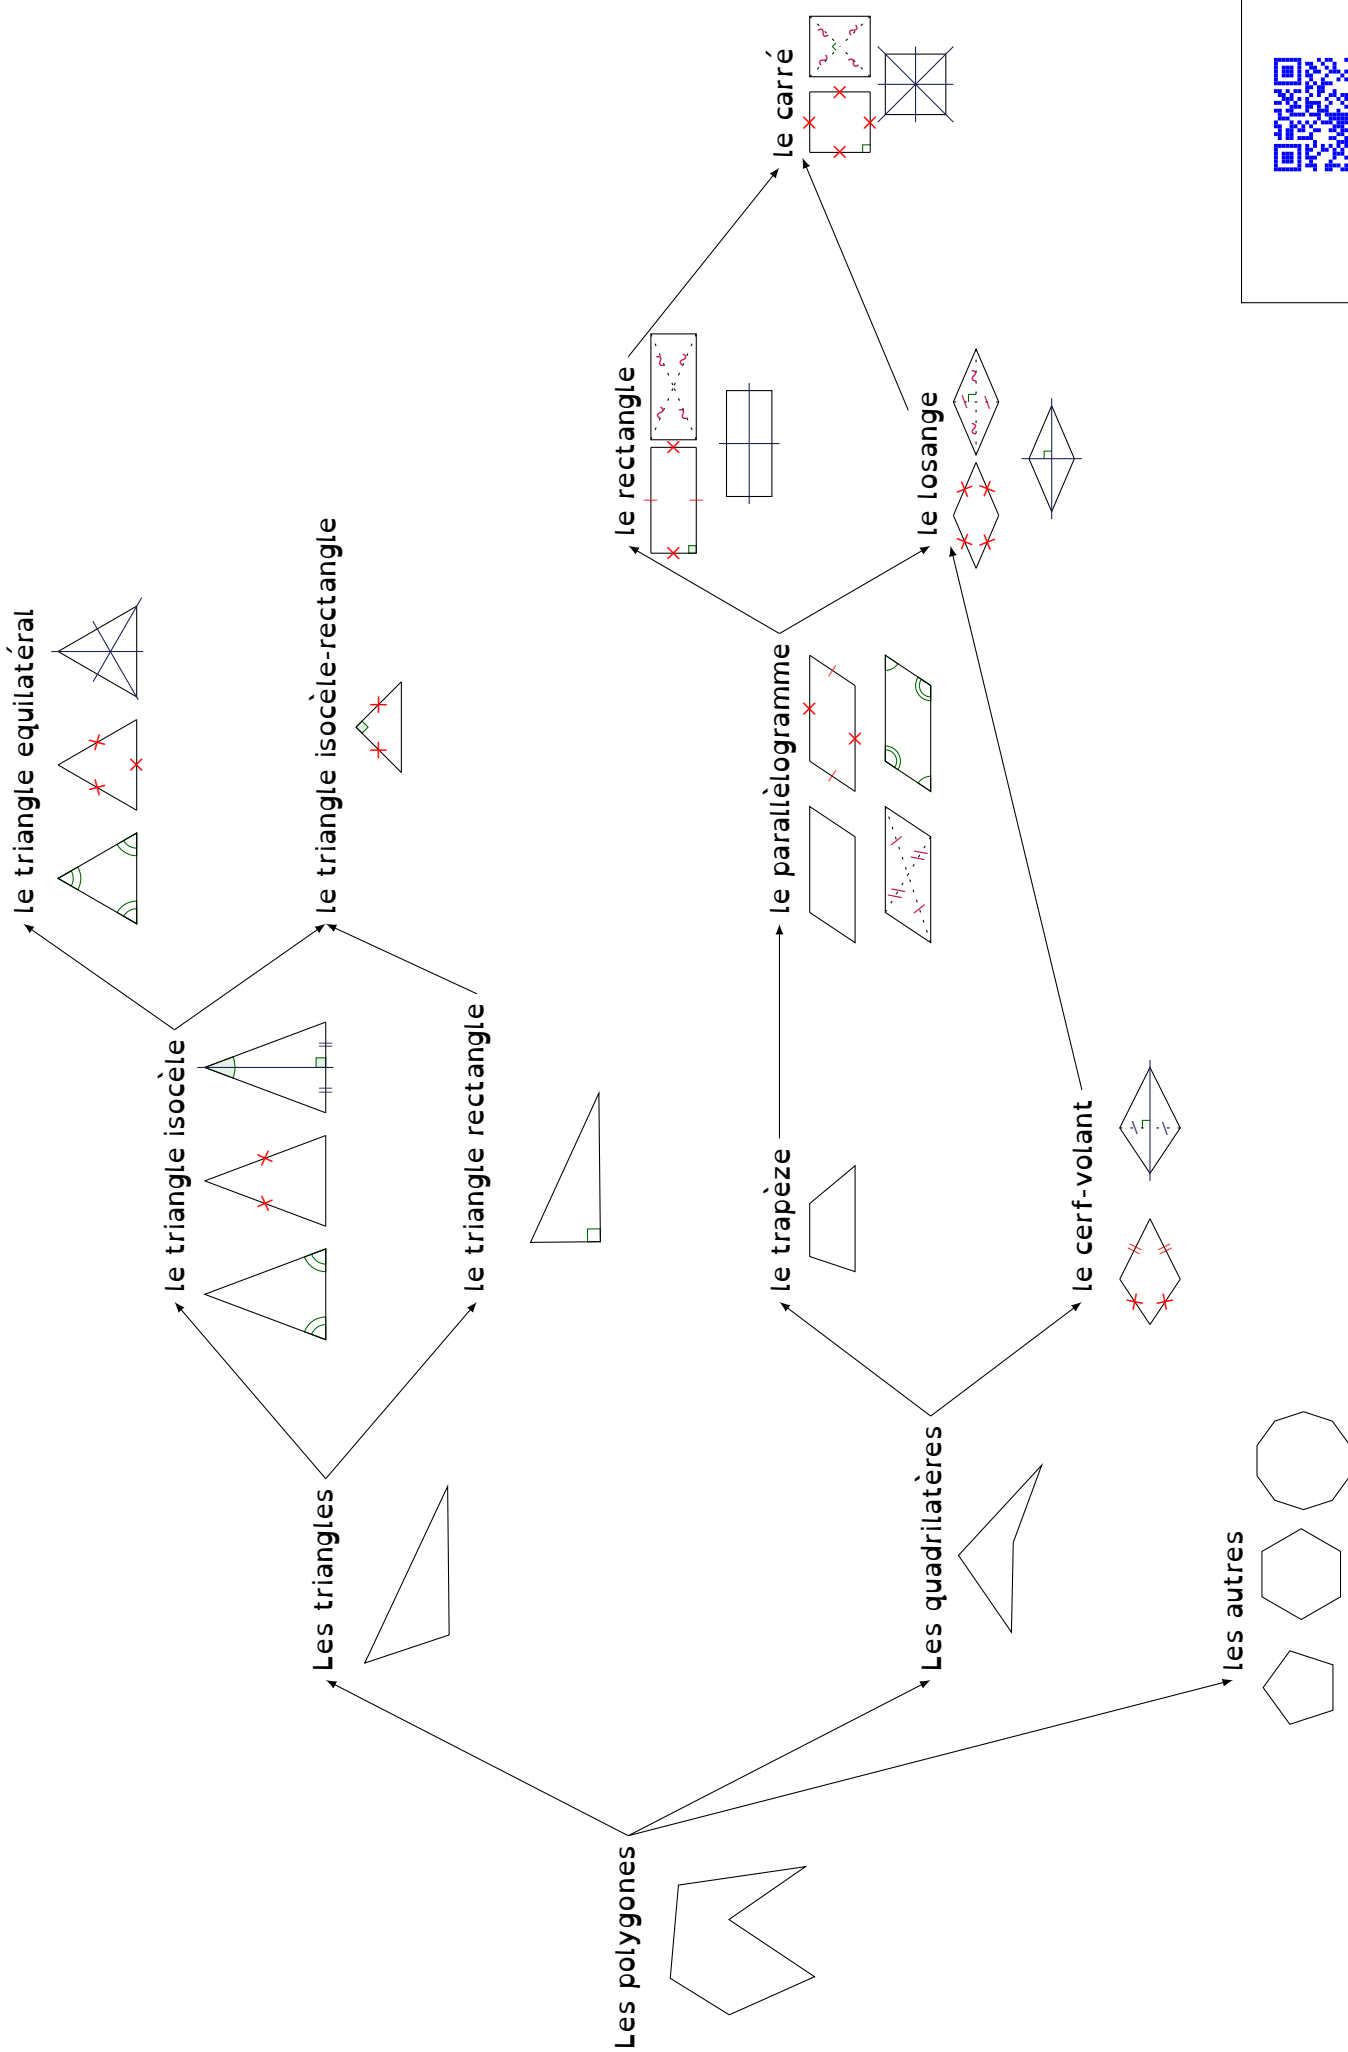 Les polygones
Les triangles
Les quadrilatères
les autres
le triangle isocèle
le triangle rectangle
le trapèze
le cerf-volant
le triangle equilatéral
le triangle isocèle-rectangle
le parallèlogramme
le rectangle
le losange
le carré